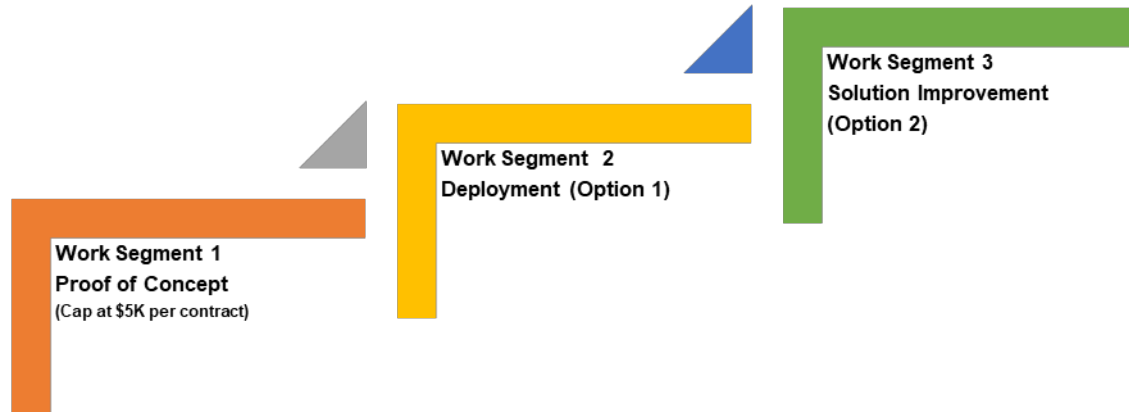 Work Segment 1
Proof of Concept
(Cap at $5K per contract)
Work Segment 2
Deployment (Option 1)
Work Segment 3
Solution Improvement
(Option 2)